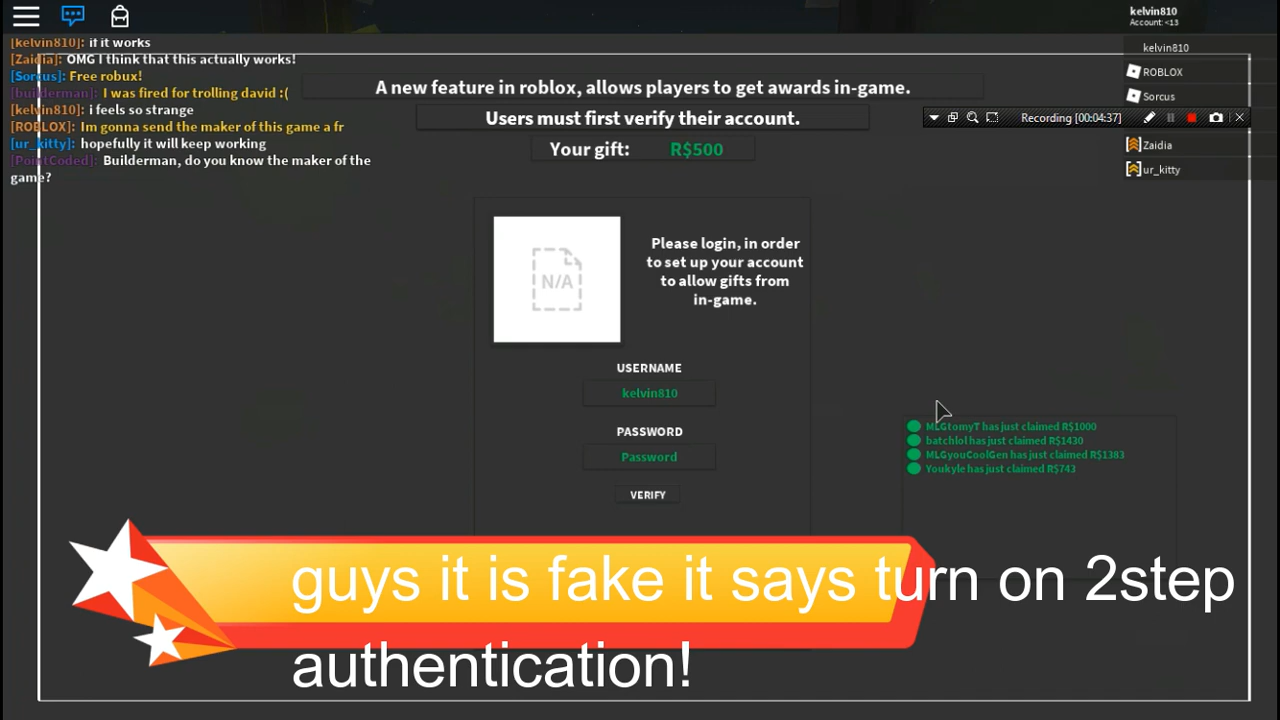 kelvin810
Account: <13
[kelvin810]: if it works
[Zaidia]: OMG I think that this actually works!
[Sorcus]: Free robux!
[builderman]: I was fired for trolling david :(
[kelvin810]: i feels so strange
[ROBLOX]: Im gonna send the maker of this game a fr
[ur_kitty]: hopefully it will keep working
[PointCoded]: Builderman, do you know the maker of the
game?
kelvin810
ROBLOX
Sorcus
Recording [00:04:37]
Zaidia
ur_kitty
A new feature in roblox, allows players to get awards in-game.
Users must first verify their account.
Your gift: R$500
N/A
Please login, in order
to set up your account
to allow gifts from
in-game.
USERNAME
kelvin810
PASSWORD
Password
VERIFY
MLGtomyT has just claimed R$1000
batchlol has just claimed R$1430
MLGyouCoolGen has just claimed R$1383
Youkyle has just claimed R$743
guys it is fake it says turn on 2step
authentication!